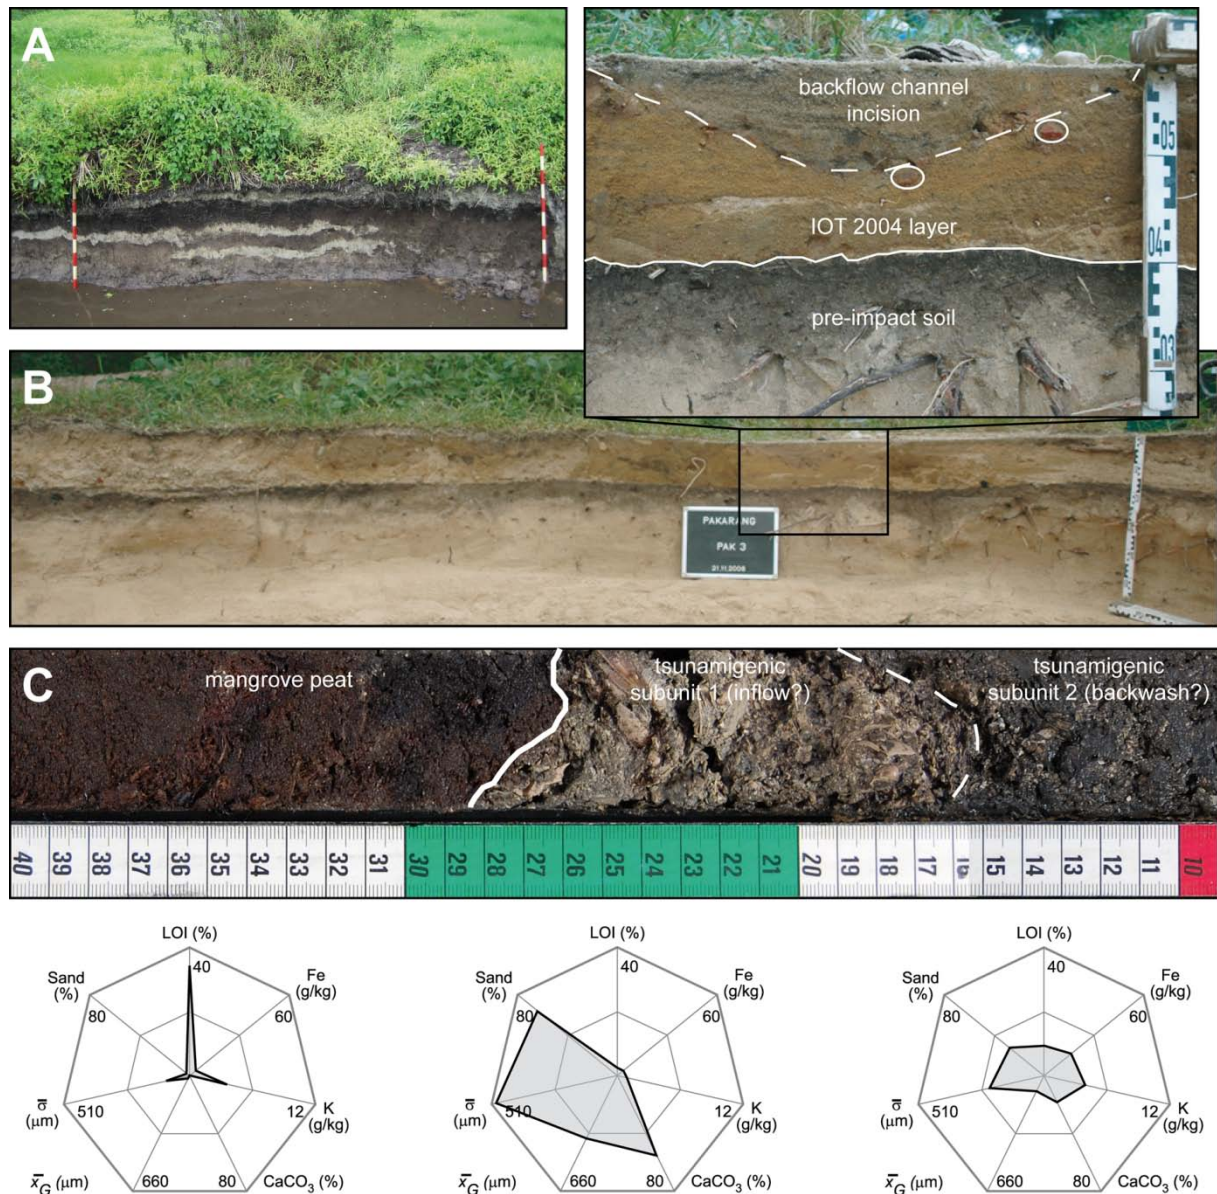 A
backflow channel
incision
IOT 2004 layer
pre-impact soil
05
04
03
B
PAKARANG
PAK 3
21.11.2006
C
mangrove peat
tsunamigenic
subunit 1 (inflow?)
tsunamigenic
subunit 2 (backwash?)
40 39 38 37 36 35 34 33 32 31 30 29 28 27 26 25 24 23 22 21 20 19 18 17 16 15 14 13 12 11 10
LOI (%)
40
Fe
(g/kg)
60
K
(g/kg)
12
CaCO₃ (%)
80
x̄G (μm)
660
σ̄
(μm)
510
Sand
(%)
80
LOI (%)
40
Fe
(g/kg)
60
K
(g/kg)
12
CaCO₃ (%)
80
x̄G (μm)
660
σ̄
(μm)
510
Sand
(%)
80
LOI (%)
40
Fe
(g/kg)
60
K
(g/kg)
12
CaCO₃ (%)
80
x̄G (μm)
660
σ̄
(μm)
510
Sand
(%)
80